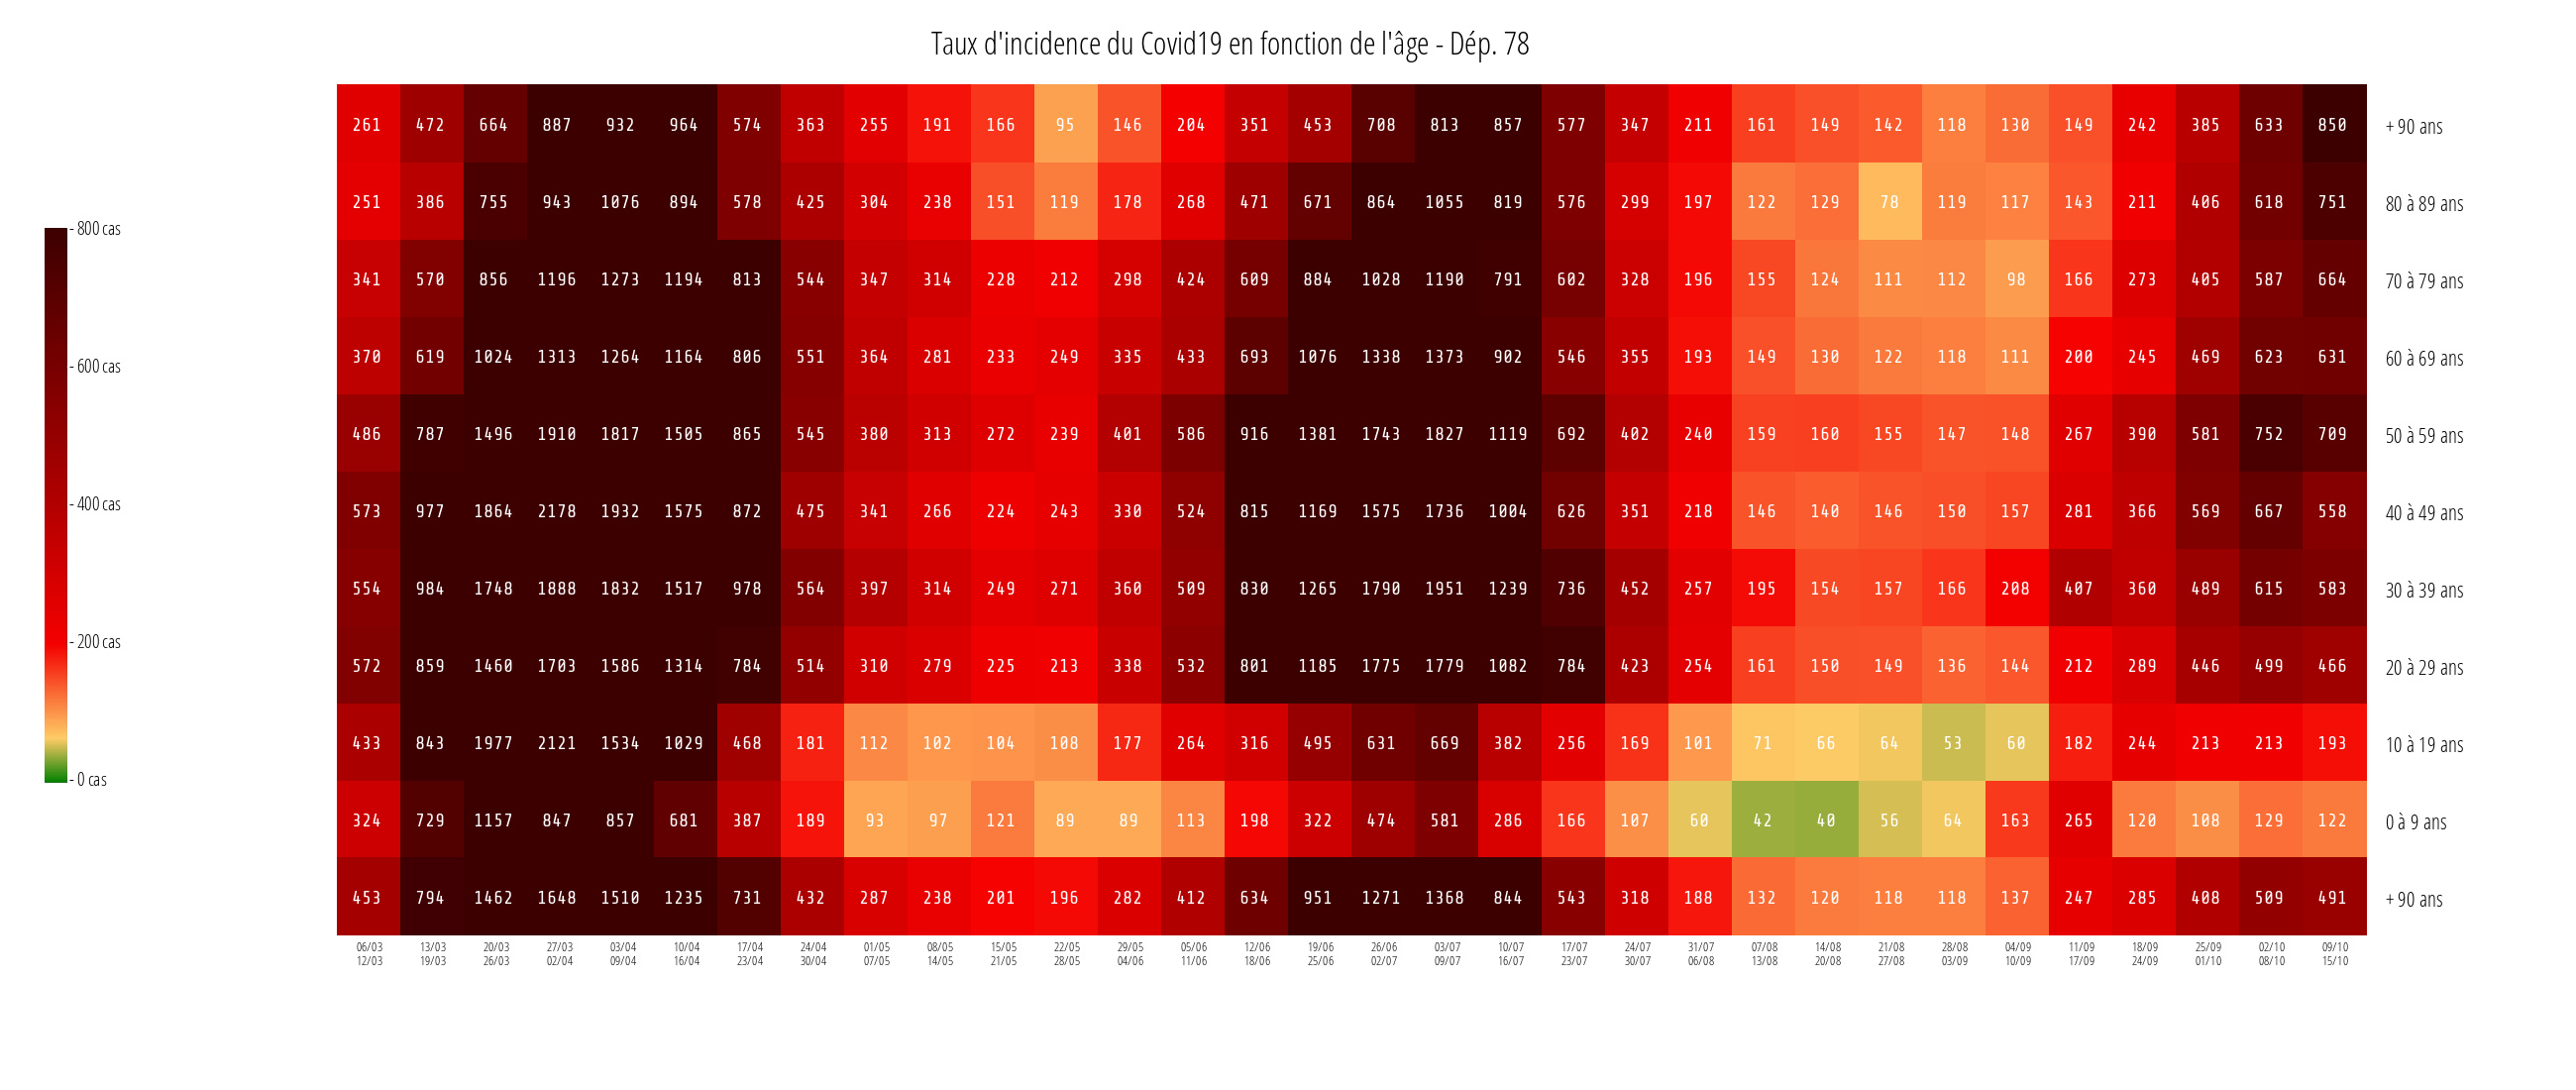 Taux d'incidence du Covid19 en fonction de l'âge - Dép. 78
- 800 cas
- 600 cas
- 400 cas
- 200 cas
- 0 cas
261 472 664 887 932 964 574 363 255 191 166 95 146 204 351 453 708 813 857 577 347 211 161 149 142 118 130 149 242 385 633 850 + 90 ans
251 386 755 943 1076 894 578 425 304 238 151 119 178 268 471 671 864 1055 819 576 299 197 122 129 78 119 117 143 211 406 618 751 80 à 89 ans
341 570 856 1196 1273 1194 813 544 347 314 228 212 298 424 609 884 1028 1190 791 602 328 196 155 124 111 112 98 166 273 405 587 664 70 à 79 ans
370 619 1024 1313 1264 1164 806 551 364 281 233 249 335 433 693 1076 1338 1373 902 546 355 193 149 130 122 118 111 200 245 469 623 631 60 à 69 ans
486 787 1496 1910 1817 1505 865 545 380 313 272 239 401 586 916 1381 1743 1827 1119 692 402 240 159 160 155 147 148 267 390 581 752 709 50 à 59 ans
573 977 1864 2178 1932 1575 872 475 341 266 224 243 330 524 815 1169 1575 1736 1004 626 351 218 146 140 146 150 157 281 366 569 667 558 40 à 49 ans
554 984 1748 1888 1832 1517 978 564 397 314 249 271 360 509 830 1265 1790 1951 1239 736 452 257 195 154 157 166 208 407 360 489 615 583 30 à 39 ans
572 859 1460 1703 1586 1314 784 514 310 279 225 213 338 532 801 1185 1775 1779 1082 784 423 254 161 150 149 136 144 212 289 446 499 466 20 à 29 ans
433 843 1977 2121 1534 1029 468 181 112 102 104 108 177 264 316 495 631 669 382 256 169 101 71 66 64 53 60 182 244 213 213 193 10 à 19 ans
324 729 1157 847 857 681 387 189 93 97 121 89 89 113 198 322 474 581 286 166 107 60 42 40 56 64 163 265 120 108 129 122 0 à 9 ans
453 794 1462 1648 1510 1235 731 432 287 238 201 196 282 412 634 951 1271 1368 844 543 318 188 132 120 118 118 137 247 285 408 509 491 + 90 ans
06/03 13/03 20/03 27/03 03/04 10/04 17/04 24/04 01/05 08/05 15/05 22/05 29/05 05/06 12/06 19/06 26/06 03/07 10/07 17/07 24/07 31/07 07/08 14/08 21/08 28/08 04/09 11/09 18/09 25/09 02/10 09/10
12/03 19/03 26/03 02/04 09/04 16/04 23/04 30/04 07/05 14/05 21/05 28/05 04/06 11/06 18/06 25/06 02/07 09/07 16/07 23/07 30/07 06/08 13/08 20/08 27/08 03/09 10/09 17/09 24/09 01/10 08/10 15/10